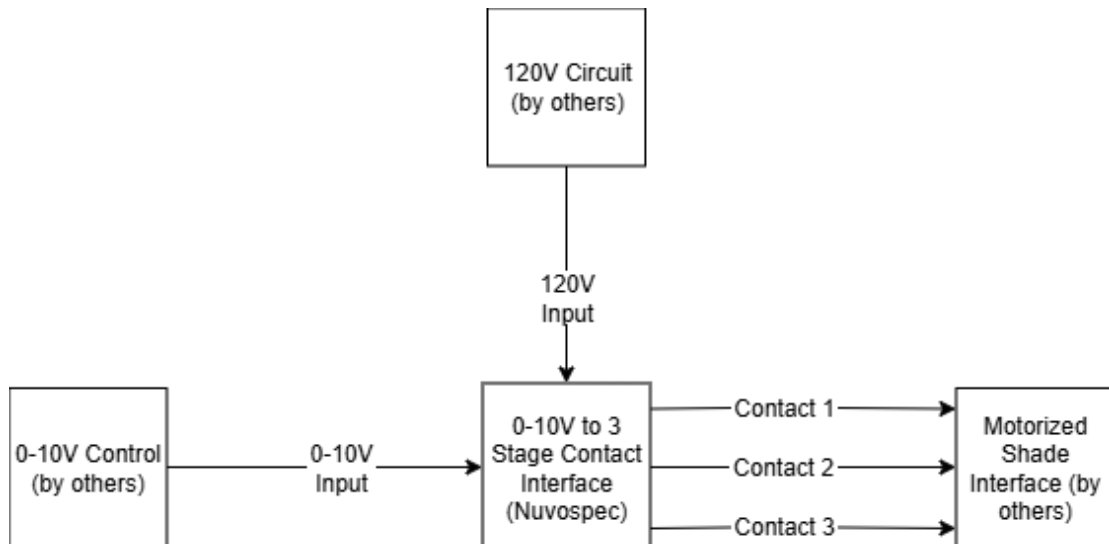 120V Circuit
(by others)
120V
Input
0-10V Control
(by others)
0-10V
Input
0-10V to 3
Stage Contact
Interface
(Nuvospec)
Contact 1
Contact 2
Contact 3
Motorized
Shade
Interface (by
others)